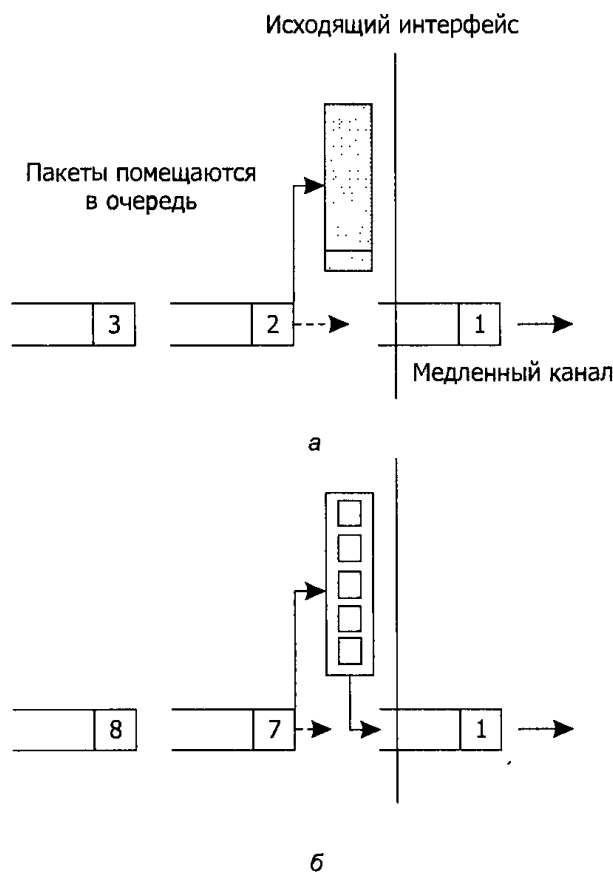 Исходящий интерфейс
Пакеты помещаются
в очередь
3
2
1
Медленный канал
а
8
7
1
б